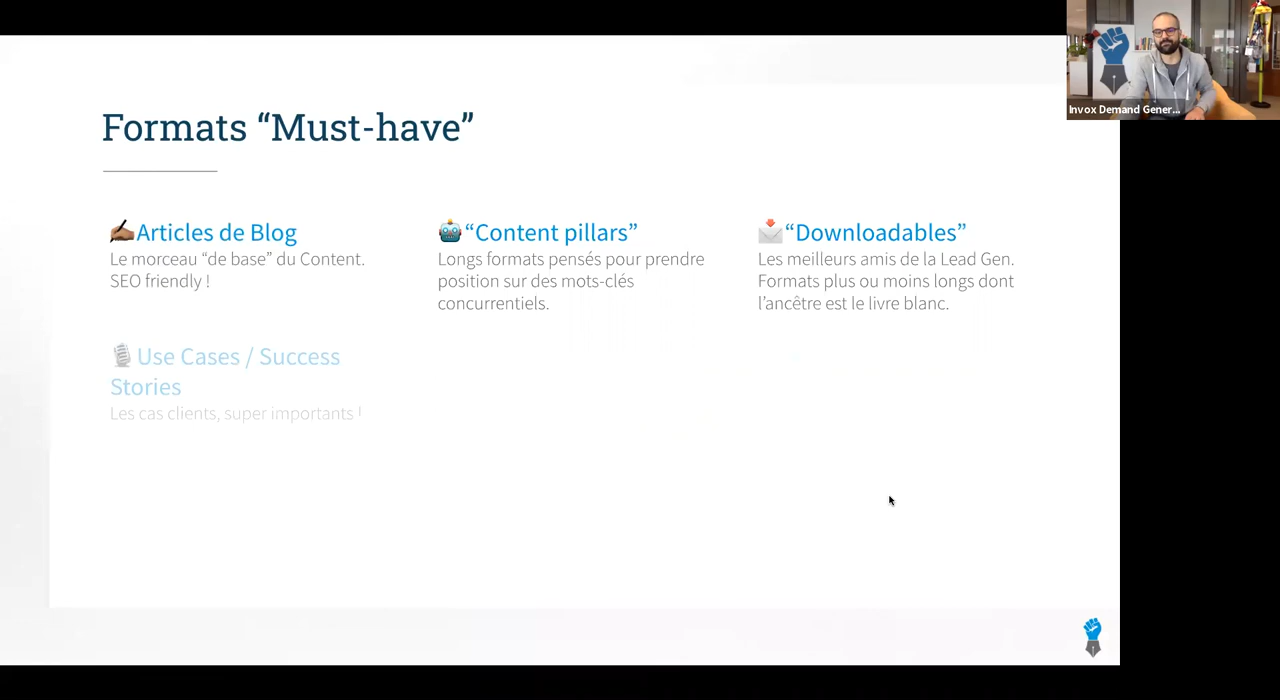 Formats “Must-have”
Articles de Blog
Le morceau “de base” du Content.
SEO friendly !
“Content pillars”
Longs formats pensés pour prendre
position sur des mots-clés
concurrentiels.
“Downloadables”
Les meilleurs amis de la Lead Gen.
Formats plus ou moins longs dont
l’ancêtre est le livre blanc.
Use Cases / Success
Stories
Les cas clients, super importants !
Invox Demand Gener...